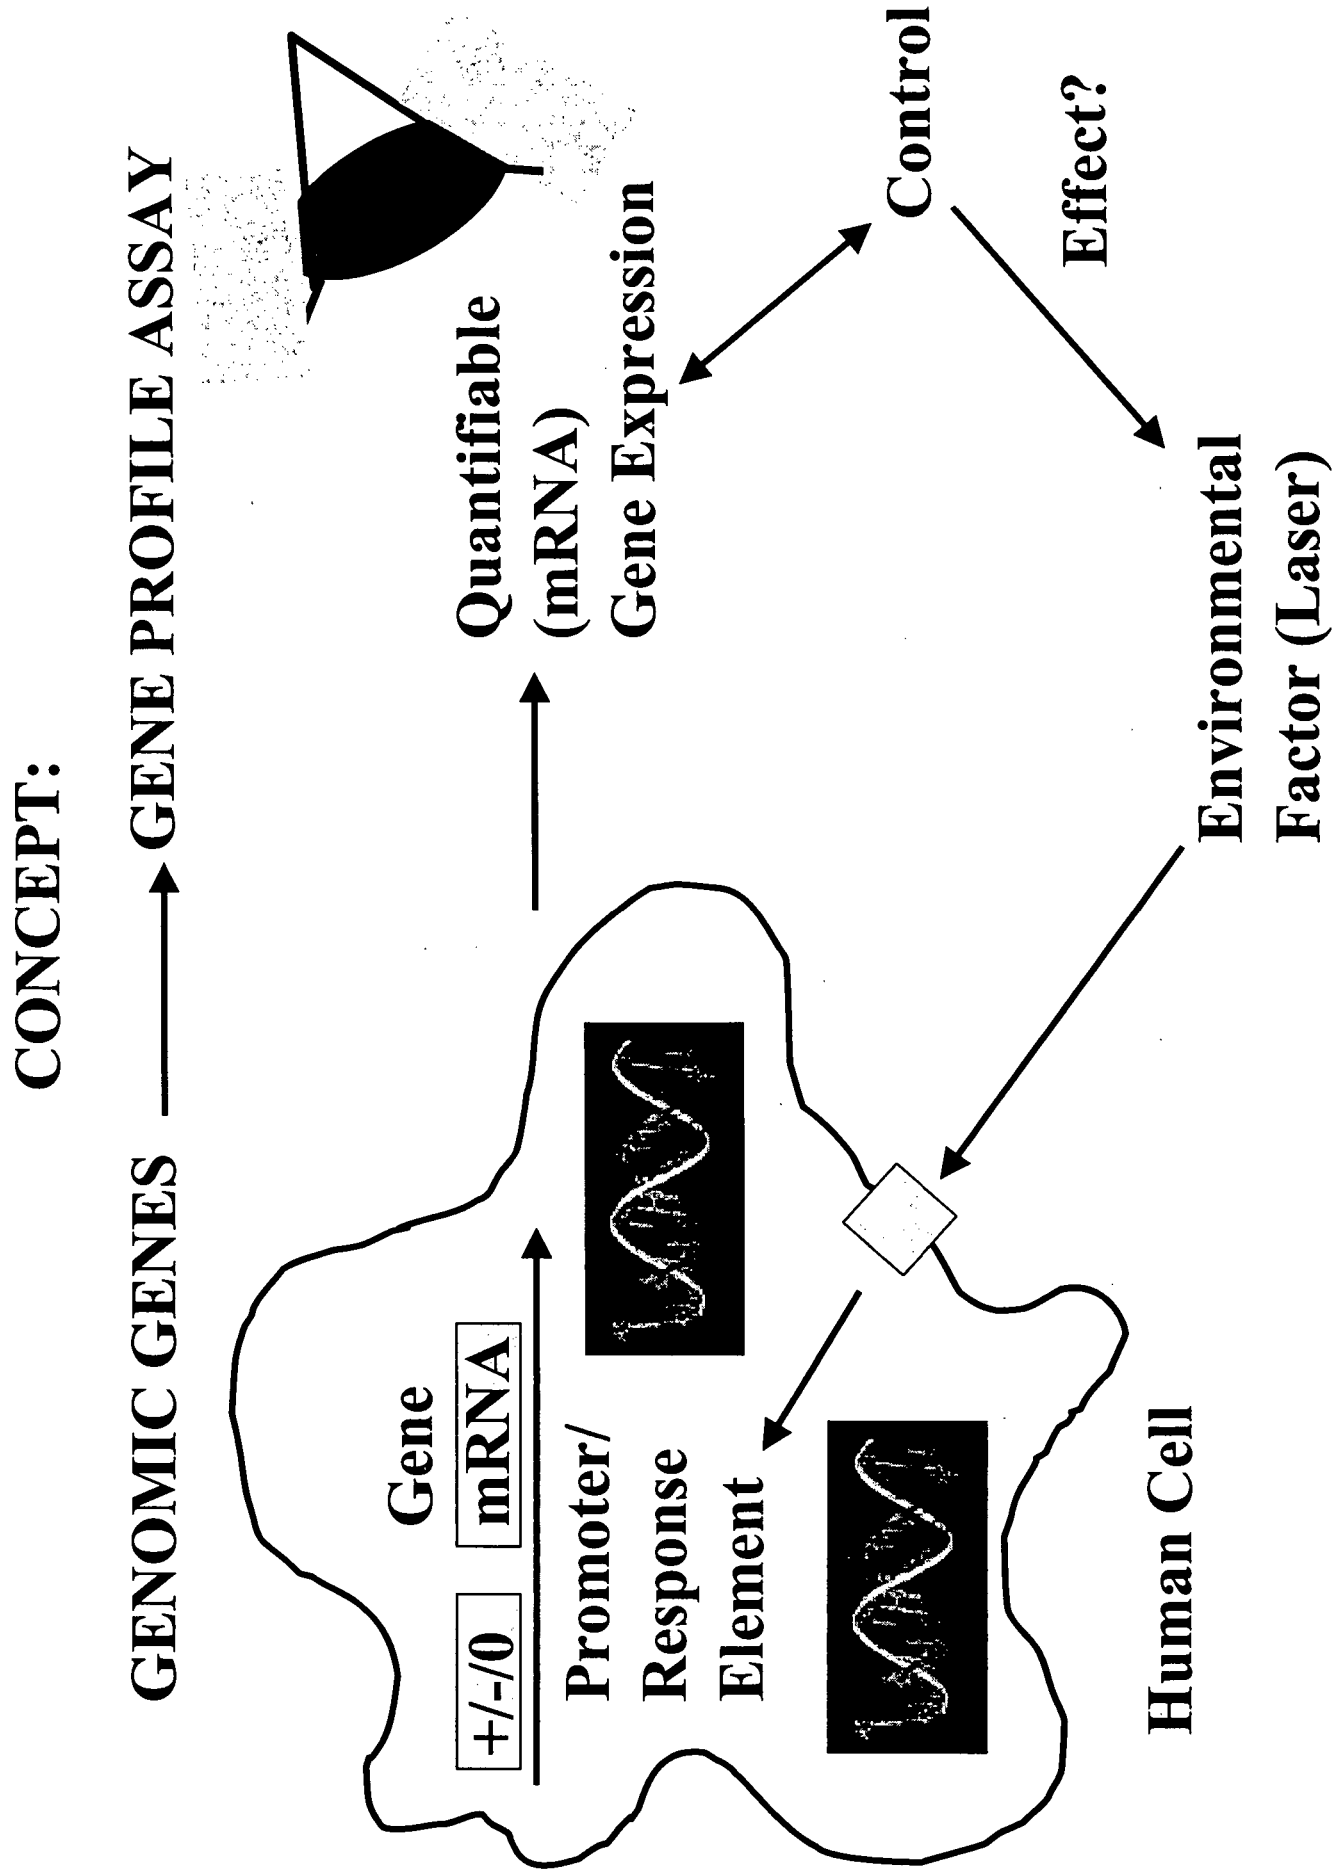 CONCEPT:
GENOMIC GENES
GENE PROFILE ASSAY
Gene
+/-/0
mRNA
Promoter/
Response
Element
Quantifiable
(mRNA)
Gene Expression
Control
Effect?
Environmental
Factor (Laser)
Human Cell